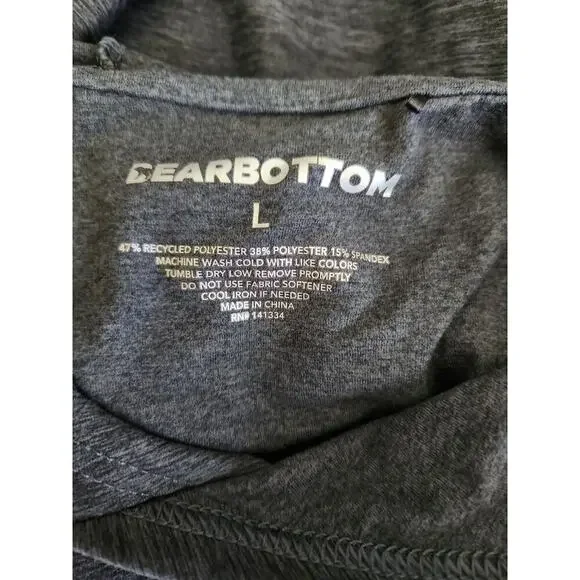 BEARBOTTOM
L
47% RECYCLED POLYESTER 38% POLYESTER 15% SPANDEX
MACHINE WASH COLD WITH LIKE COLORS
TUMBLE DRY LOW REMOVE PROMPTLY
DO NOT USE FABRIC SOFTENER
COOL IRON IF NEEDED
MADE IN CHINA
RN# 141334